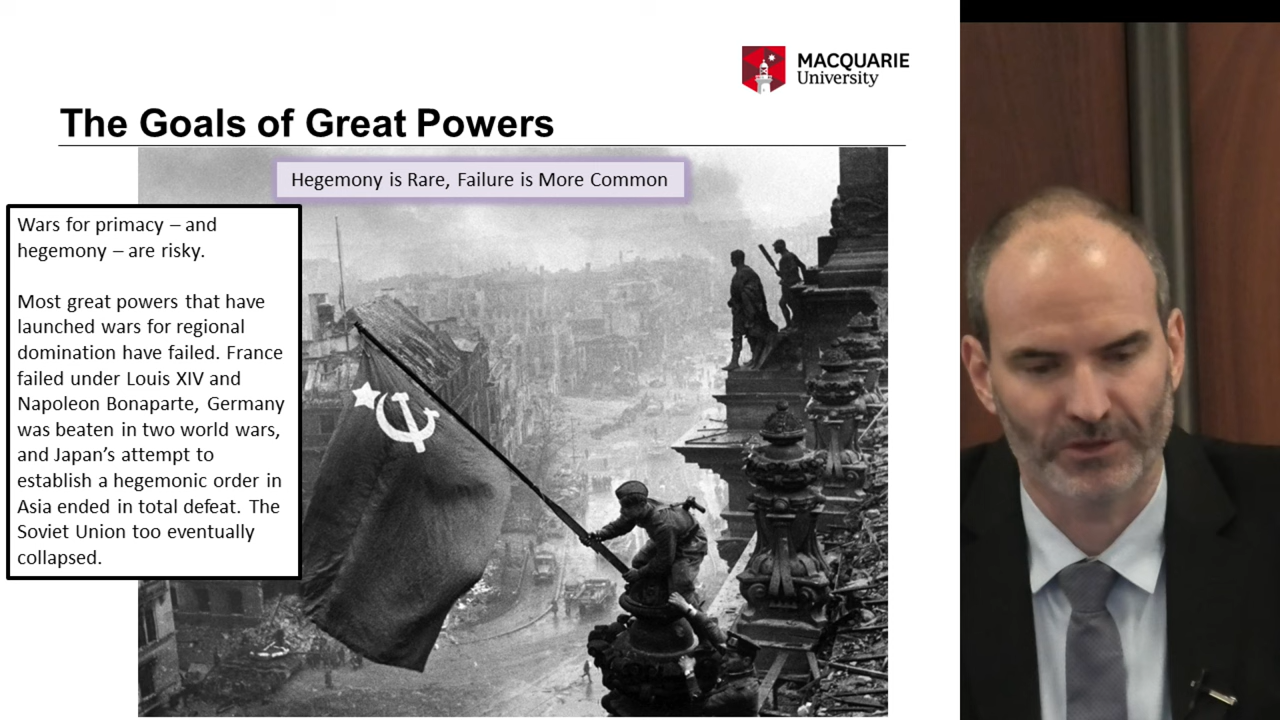 MACQUARIE
University
The Goals of Great Powers
Hegemony is Rare, Failure is More Common
Wars for primacy – and
hegemony – are risky.
Most great powers that have
launched wars for regional
domination have failed. France
failed under Louis XIV and
Napoleon Bonaparte, Germany
was beaten in two world wars,
and Japan’s attempt to
establish a hegemonic order in
Asia ended in total defeat. The
Soviet Union too eventually
collapsed.